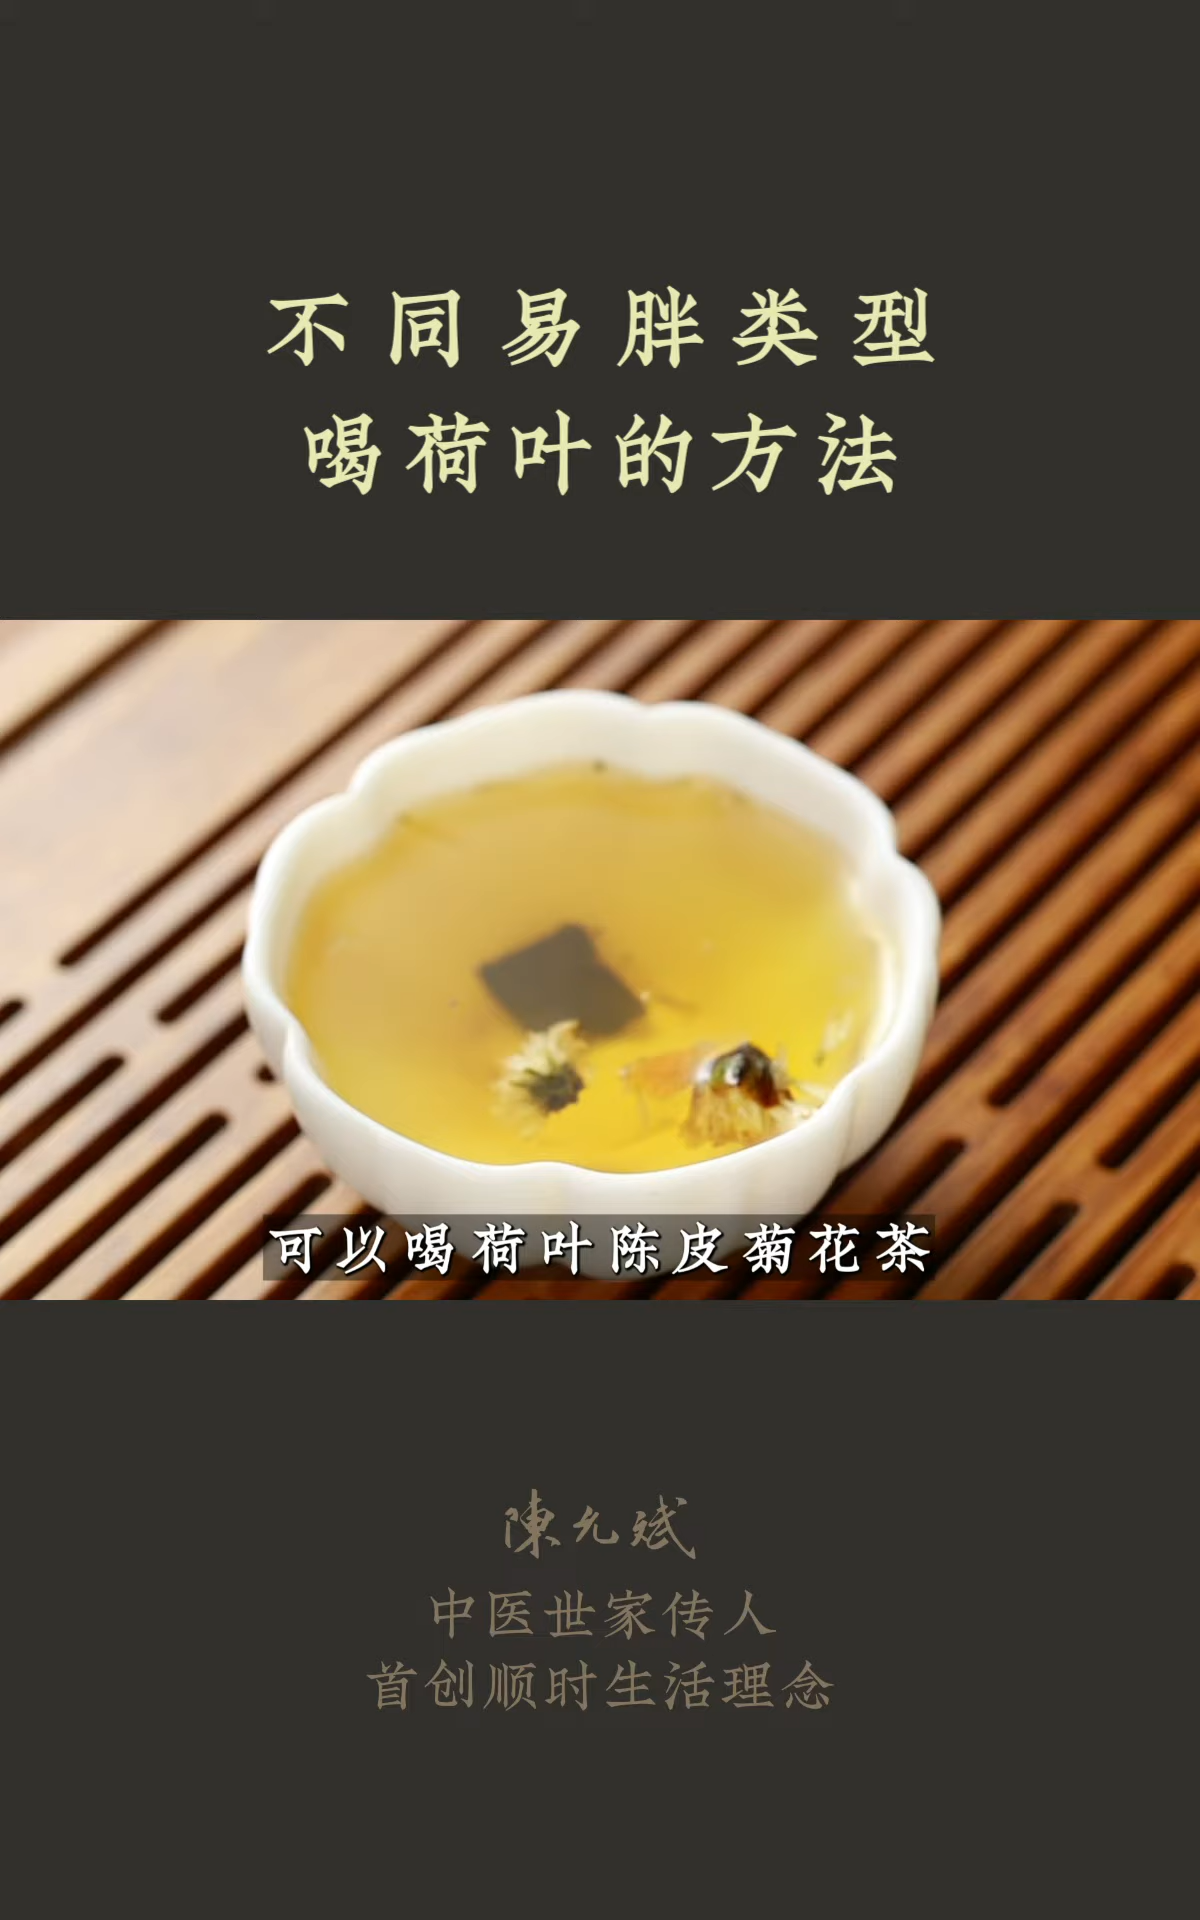 不同易胖类型
喝荷叶的方法
可以喝荷叶陈皮菊花茶
陳允斌
中医世家传人
首创顺时生活理念